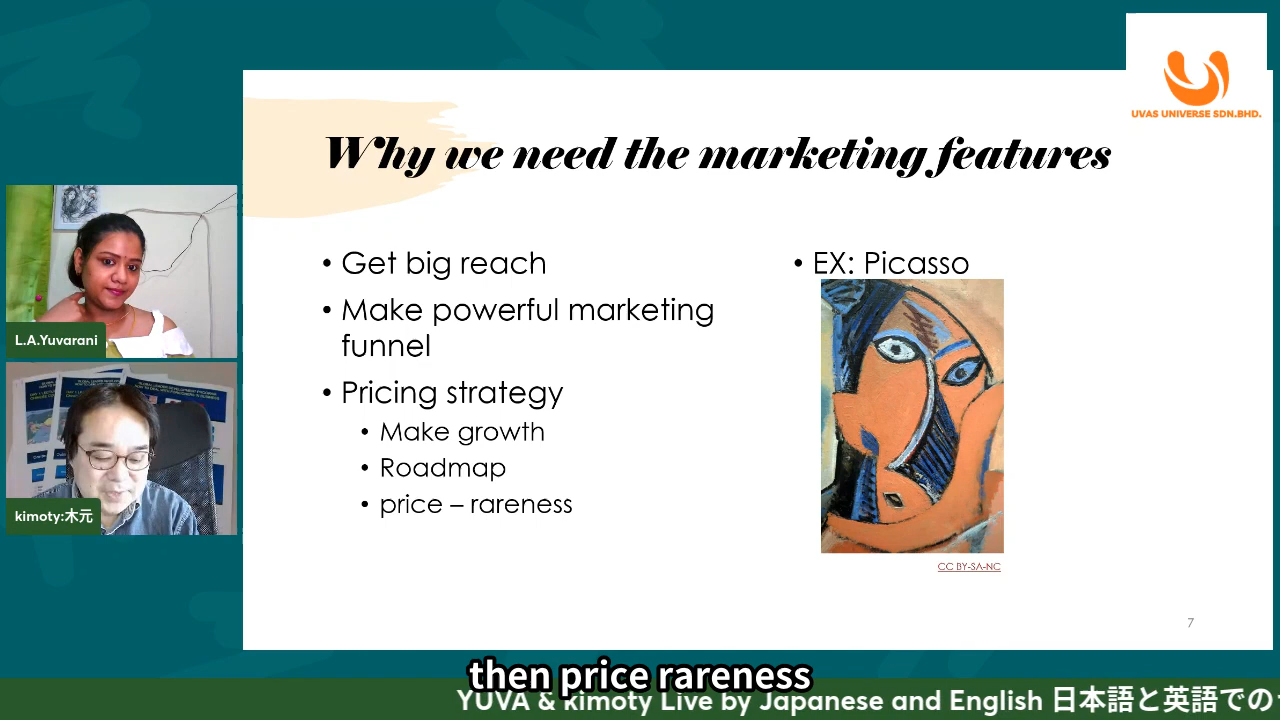 UVAS UNIVERSE SDN.BHD.
Why we need the marketing features
• Get big reach
• Make powerful marketing
funnel
• Pricing strategy
• Make growth
• Roadmap
• price – rareness
• EX: Picasso
CC BY-SA-NC
7
L.A.Yuvarani
kimoty:木元
then price rareness
YUVA & kimoty Live by Japanese and English 日本語と英語での